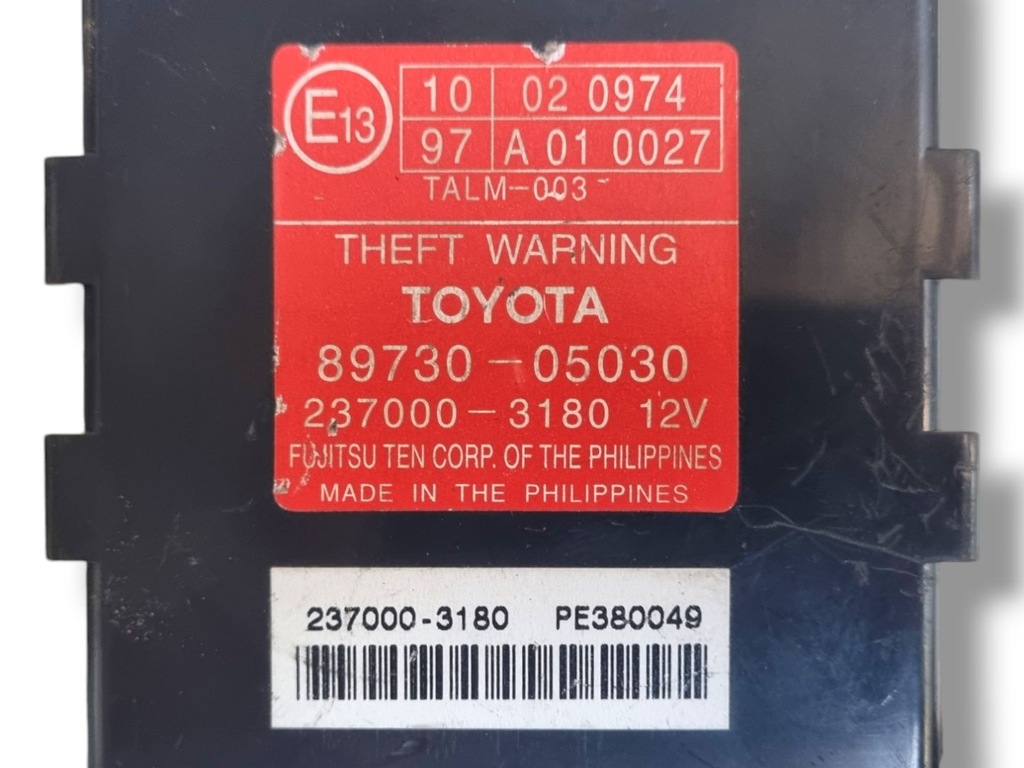 E13
10 02 0974
97 A 01 0027
TALM-003
THEFT WARNING
TOYOTA
89730-05030
237000-3180 12V
FUJITSU TEN CORP. OF THE PHILIPPINES
MADE IN THE PHILIPPINES
237000-3180 PE380049